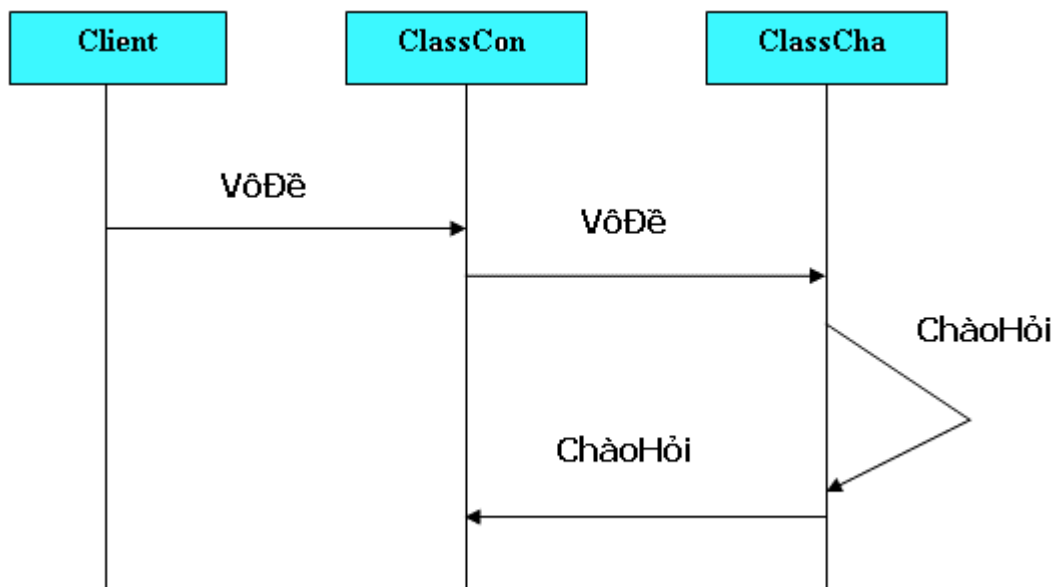 Client
ClassCon
ClassCha
VôĐề
VôĐề
ChàoHỏi
ChàoHỏi